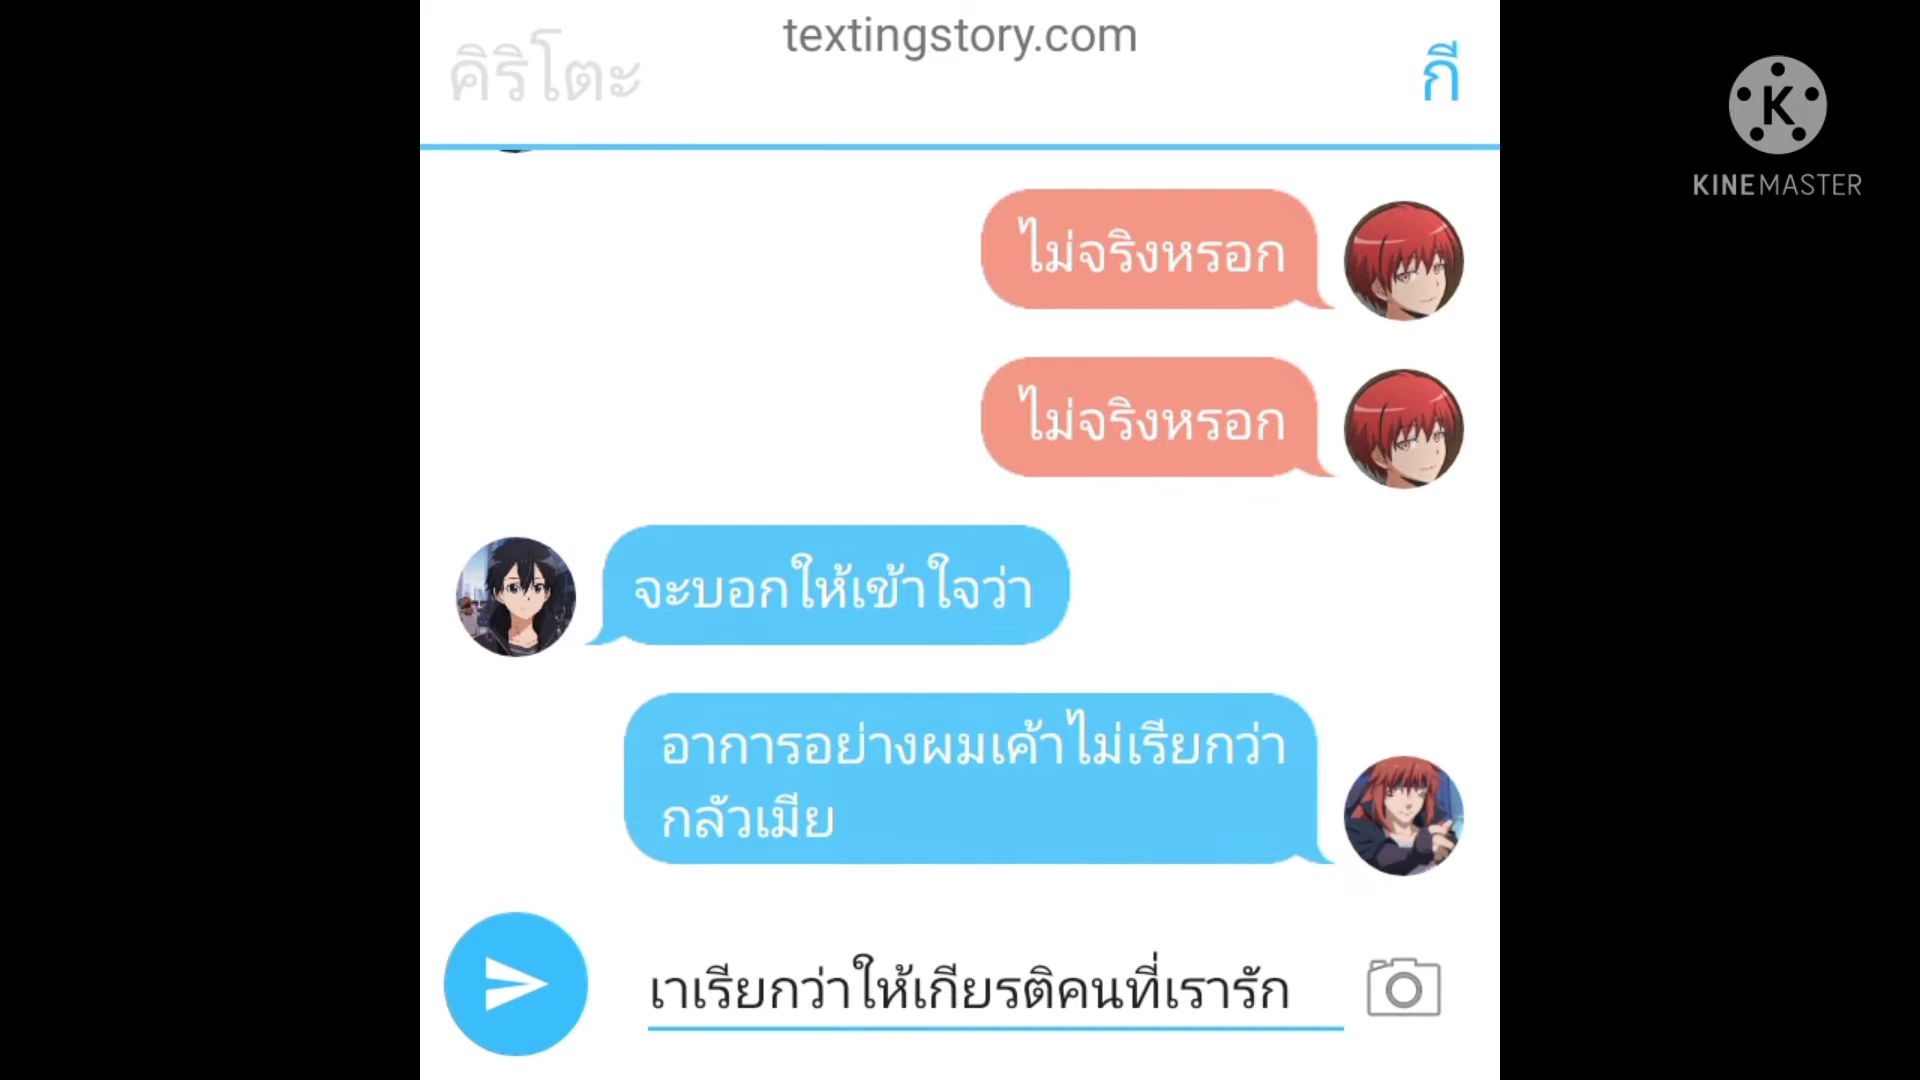 textingstory.com
คิริโตะ
กี
KINEMASTER
ไม่จริงหรอก
ไม่จริงหรอก
จะบอกให้เข้าใจว่า
อาการอย่างผมเค้าไม่เรียกว่า
กลัวเมีย
เาเรียกว่าให้เกียรติคนที่เรารัก